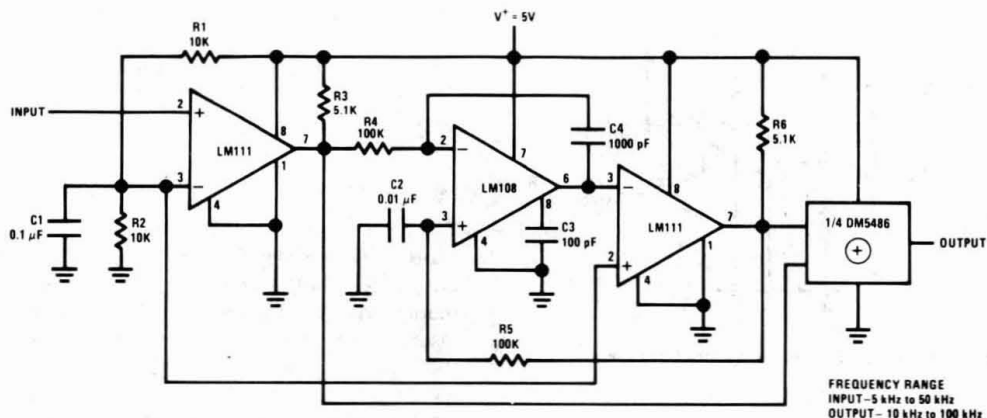 V+ = 5V
R1
10K
INPUT
2
+
LM111
8
7
1
3
−
4
C1
0.1 μF
R2
10K
R3
5.1K
R4
100K
2
−
LM108
7
6
8
3
+
4
C2
0.01 μF
C3
100 pF
C4
1000 pF
3
−
LM111
8
7
1
2
+
4
R5
100K
R6
5.1K
1/4 DM5486
+
OUTPUT
FREQUENCY RANGE
INPUT–5 kHz to 50 kHz
OUTPUT– 10 kHz to 100 kHz